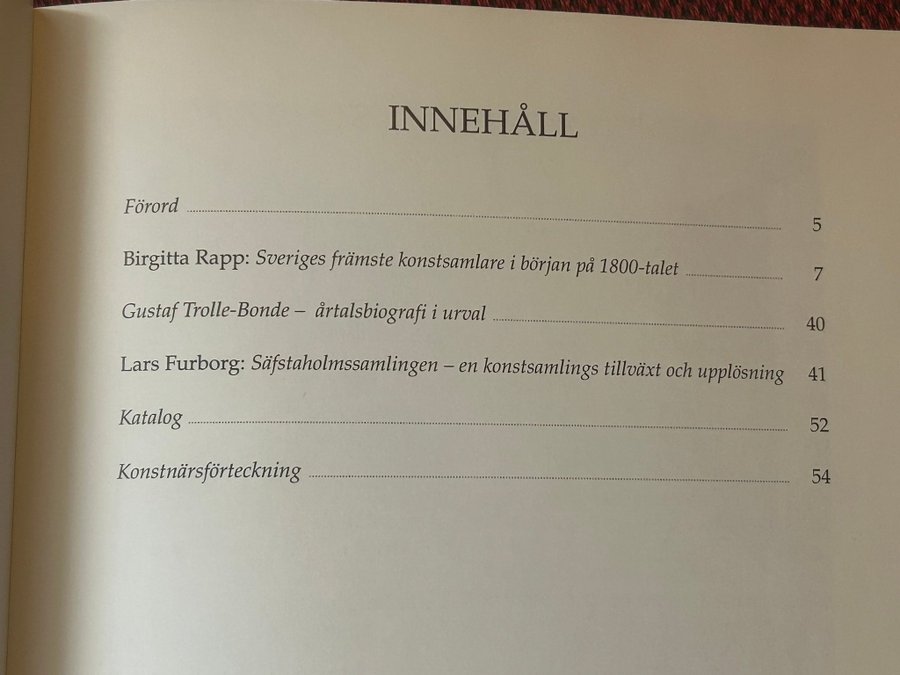 INNEHÅLL
Förord 5
Birgitta Rapp: Sveriges främste konstsamlare i början på 1800-talet 7
Gustaf Trolle-Bonde – årtalsbiografi i urval 40
Lars Furborg: Säfstaholmssamlingen – en konstsamlings tillväxt och upplösning 41
Katalog 52
Konstnärsförteckning 54